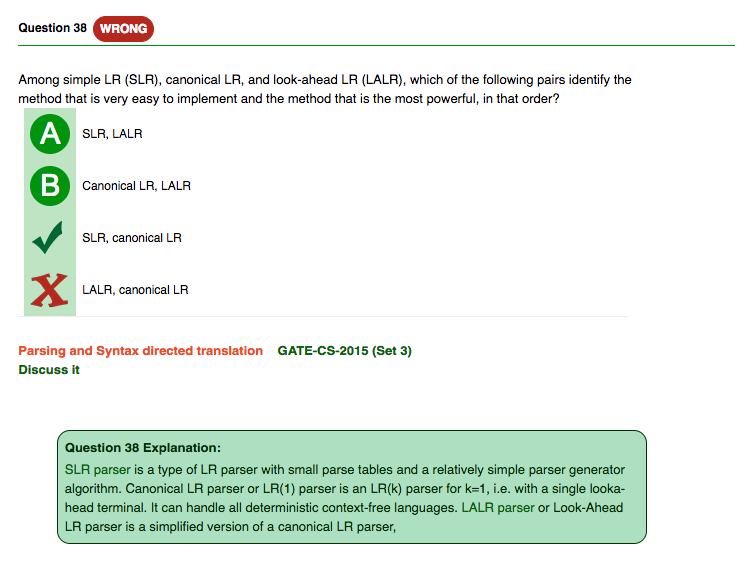 Question 38 WRONG
Among simple LR (SLR), canonical LR, and look-ahead LR (LALR), which of the following pairs identify the
method that is very easy to implement and the method that is the most powerful, in that order?
A SLR, LALR
B Canonical LR, LALR
SLR, canonical LR
X LALR, canonical LR
Parsing and Syntax directed translation GATE-CS-2015 (Set 3)
Discuss it
Question 38 Explanation:
SLR parser is a type of LR parser with small parse tables and a relatively simple parser generator
algorithm. Canonical LR parser or LR(1) parser is an LR(k) parser for k=1, i.e. with a single looka-
head terminal. It can handle all deterministic context-free languages. LALR parser or Look-Ahead
LR parser is a simplified version of a canonical LR parser,